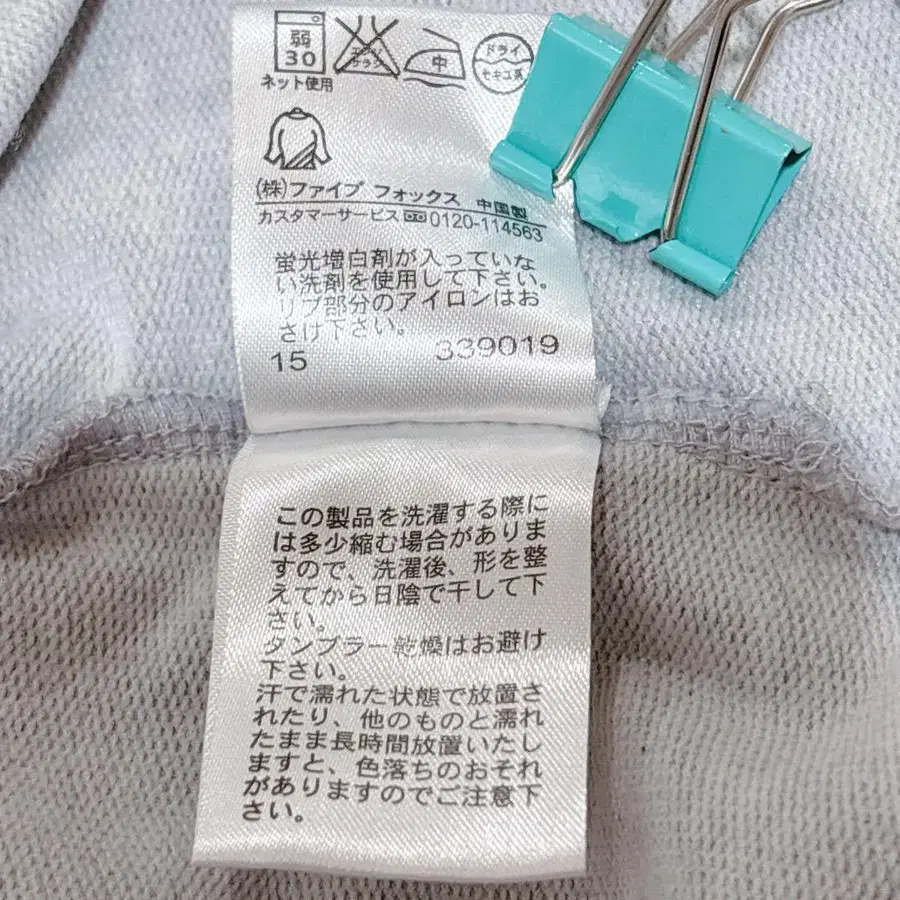 弱
30
ネット使用
エンソ
サラシ
中
ドライ
セキユ系
(株)ファイブ フォックス 中国製
カスタマーサービス 0120-114563
蛍光増白剤が入っていな
い洗剤を使用して下さい。
リブ部分のアイロンはお
さけ下さい。
15 339019
この製品を洗濯する際に
は多少縮む場合がありま
すので、洗濯後、形を整
えてから日陰で干して下
さい。
タンブラー乾燥はお避け
下さい。
汗で濡れた状態で放置さ
れたり、他のものと濡れ
たまま長時間放置いたし
ますと、色落ちのおそれ
がありますのでご注意下
さい。